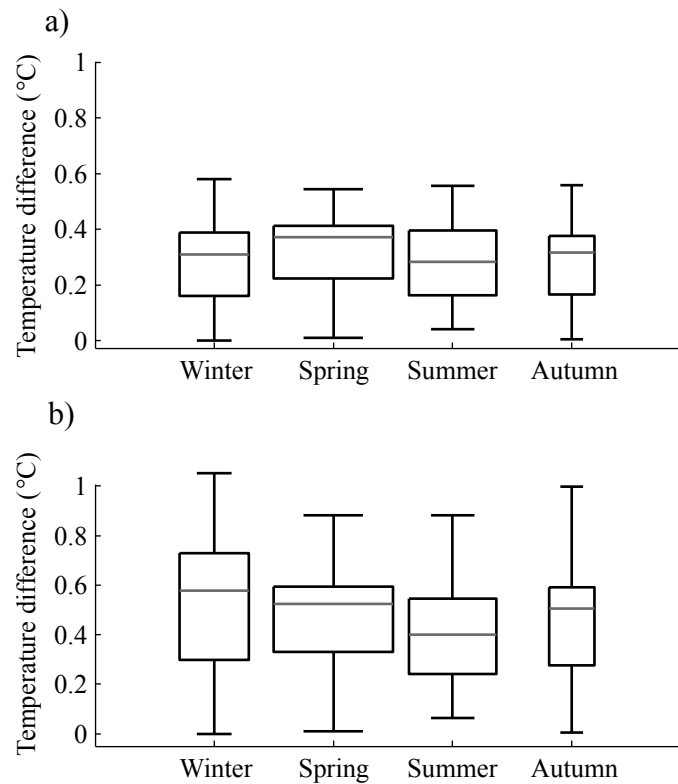 a)
Temperature difference (°C)
1
0.8
0.6
0.4
0.2
0
Winter Spring Summer Autumn
b)
Temperature difference (°C)
1
0.8
0.6
0.4
0.2
0
Winter Spring Summer Autumn